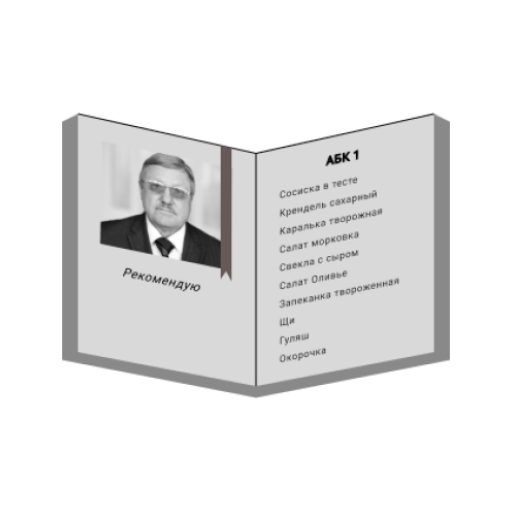 Рекомендую
АБК 1
Сосиска в тесте
Крендель сахарный
Каралька творожная
Салат морковка
Свекла с сыром
Салат Оливье
Запеканка твороженная
Щи
Гуляш
Окорочка